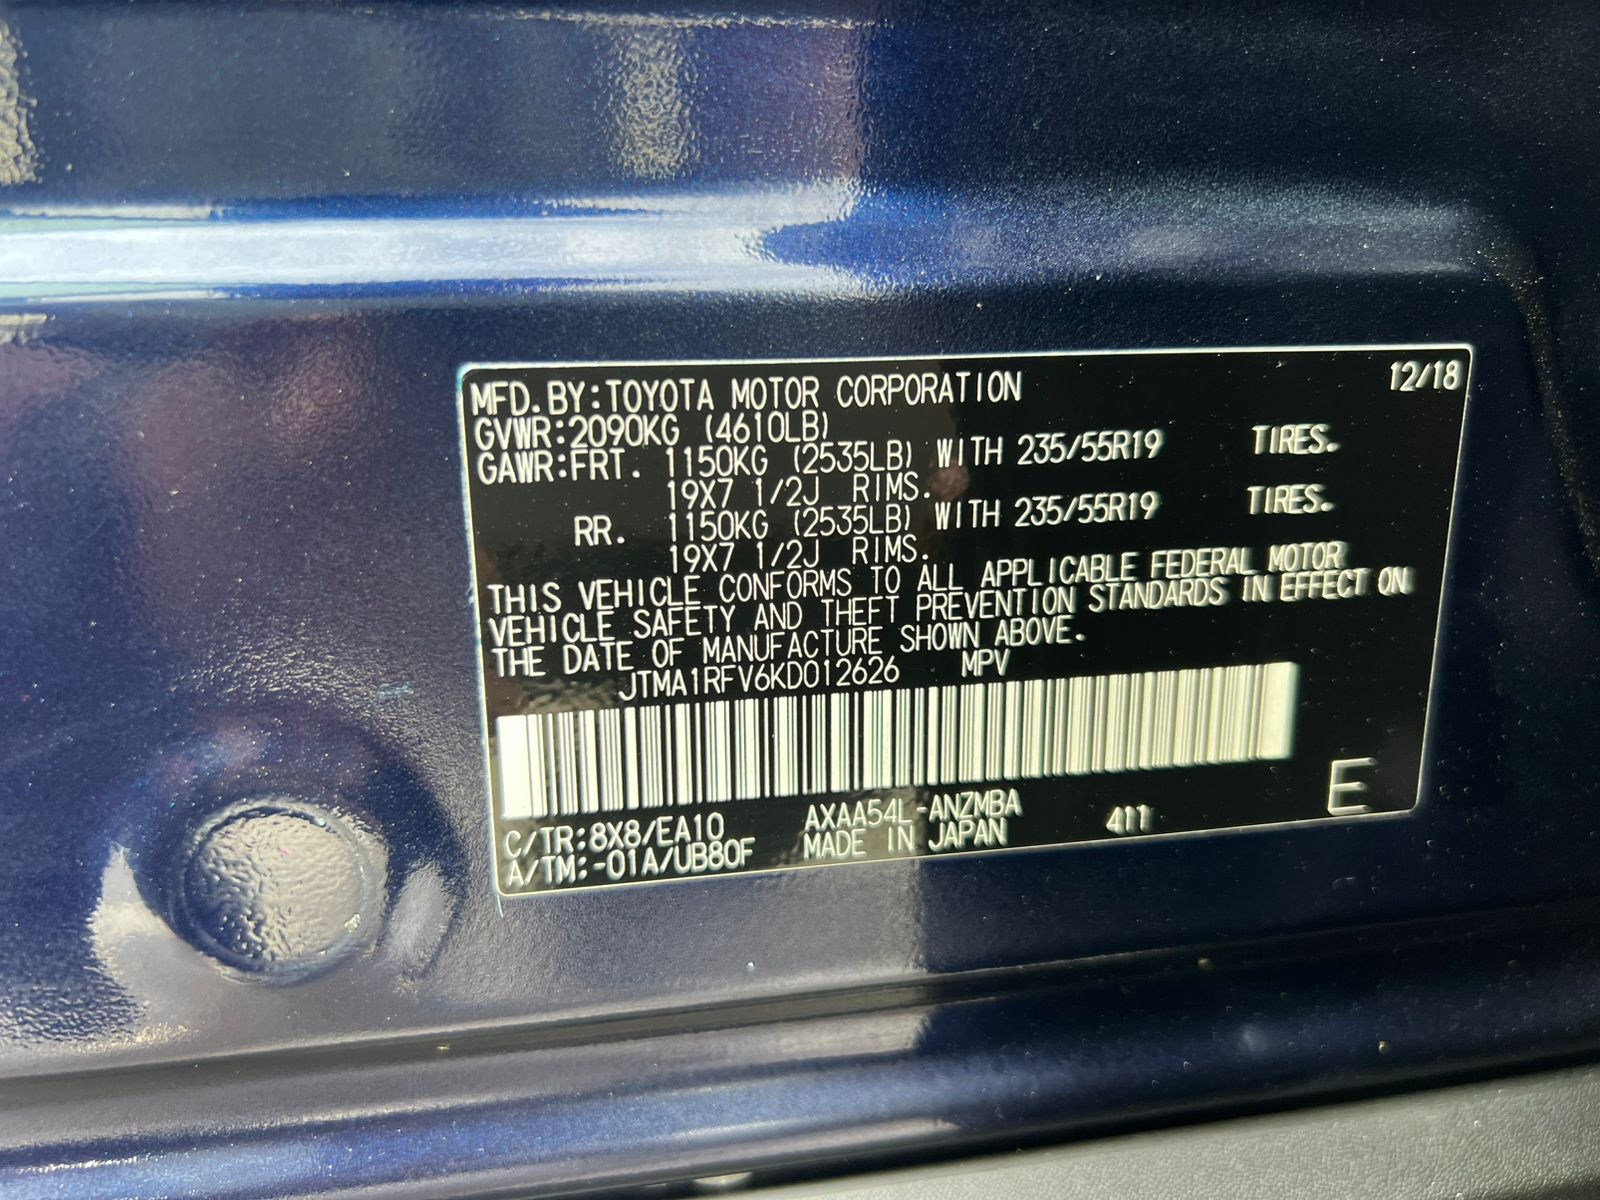 MFD.BY:TOYOTA MOTOR CORPORATION 12/18
GVWR:2090KG (4610LB)
GAWR:FRT. 1150KG (2535LB) WITH 235/55R19 TIRES.
19X7 1/2J RIMS.
RR. 1150KG (2535LB) WITH 235/55R19 TIRES.
19X7 1/2J RIMS.
THIS VEHICLE CONFORMS TO ALL APPLICABLE FEDERAL MOTOR
VEHICLE SAFETY AND THEFT PREVENTION STANDARDS IN EFFECT ON
THE DATE OF MANUFACTURE SHOWN ABOVE.
JTMA1RFV6KD012626 MPV
E
C/TR:8X8/EA10 AXAA54L-ANZMBA 411
A/TM:-01A/UB80F MADE IN JAPAN